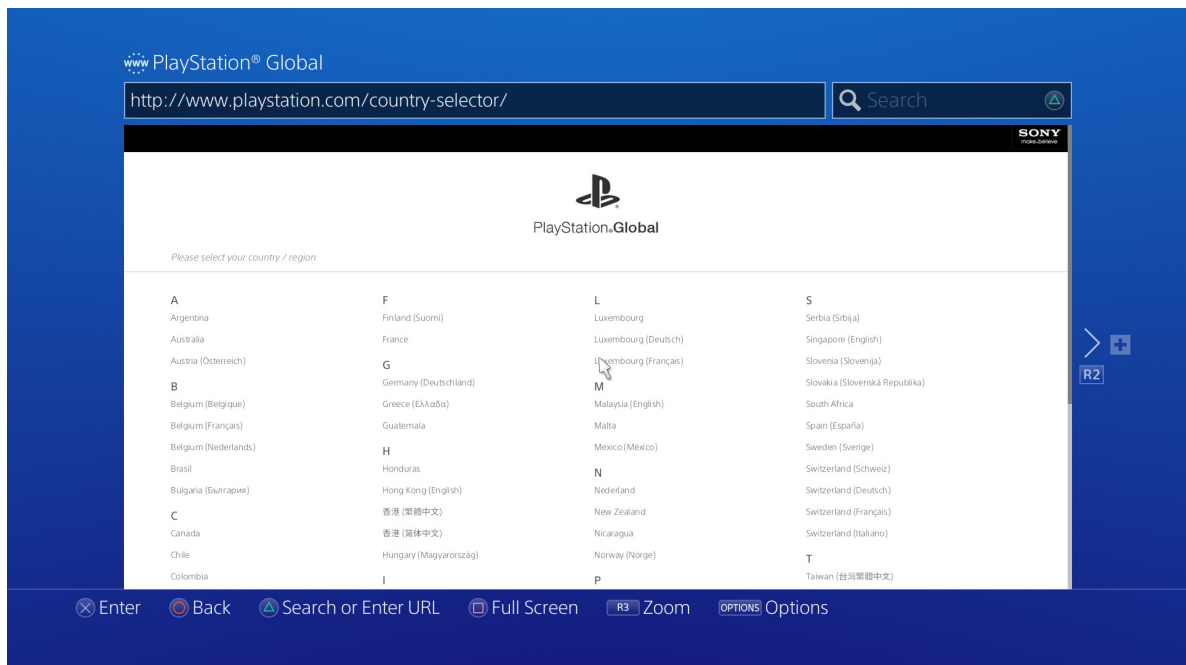 www PlayStation® Global
http://www.playstation.com/country-selector/
Search
SONY
make.believe
PlayStation®Global
Please select your country / region
A
Argentina
Australia
Austria (Österreich)
B
Belgium (Belgique)
Belgium (Français)
Belgium (Nederlands)
Brasil
Bulgaria (България)
C
Canada
Chile
Colombia
F
Finland (Suomi)
France
G
Germany (Deutschland)
Greece (Ελλαδα)
Guatemala
H
Honduras
Hong Kong (English)
香港 (繁體中文)
香港 (简体中文)
Hungary (Magyarország)
I
L
Luxembourg
Luxembourg (Deutsch)
Luxembourg (Français)
M
Malaysia (English)
Malta
Mexico (México)
N
Nederland
New Zealand
Nicaragua
Norway (Norge)
P
S
Serbia (Srbija)
Singapore (English)
Slovenia (Slovenija)
Slovakia (Slovenská Republika)
South Africa
Spain (España)
Sweden (Sverige)
Switzerland (Schweiz)
Switzerland (Deutsch)
Switzerland (Français)
Switzerland (Italiano)
T
Taiwan (台灣繁體中文)
R2
Enter Back Search or Enter URL Full Screen R3 Zoom OPTIONS Options